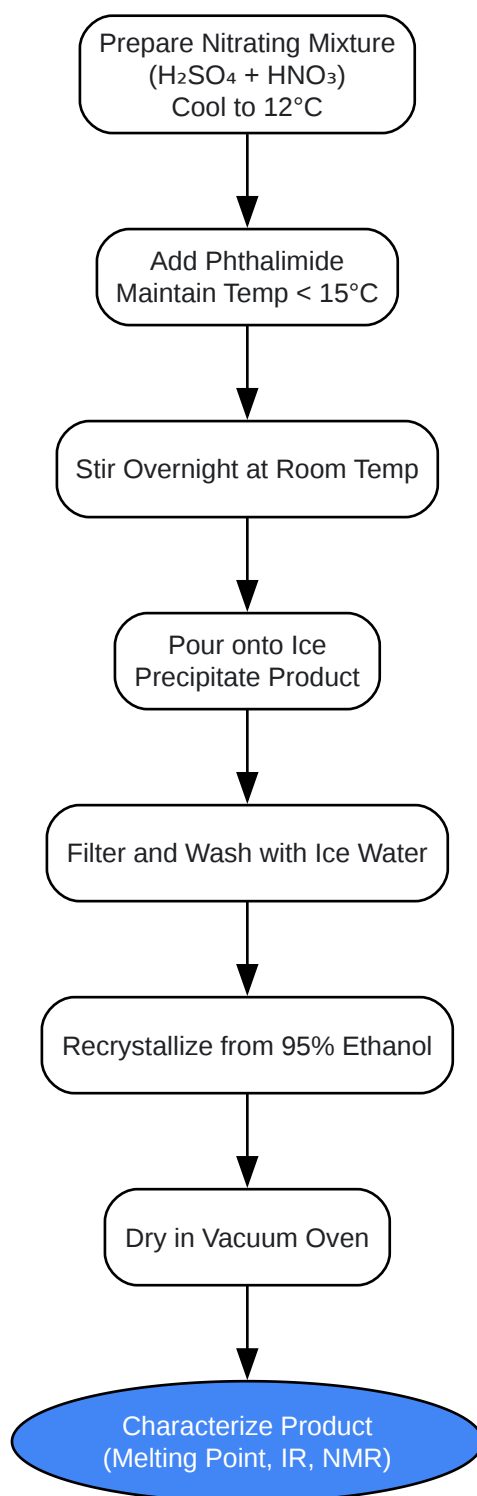 Prepare Nitrating Mixture
(H₂SO₄ + HNO₃)
Cool to 12°C
Add Phthalimide
Maintain Temp < 15°C
Stir Overnight at Room Temp
Pour onto Ice
Precipitate Product
Filter and Wash with Ice Water
Recrystallize from 95% Ethanol
Dry in Vacuum Oven
Characterize Product
(Melting Point, IR, NMR)